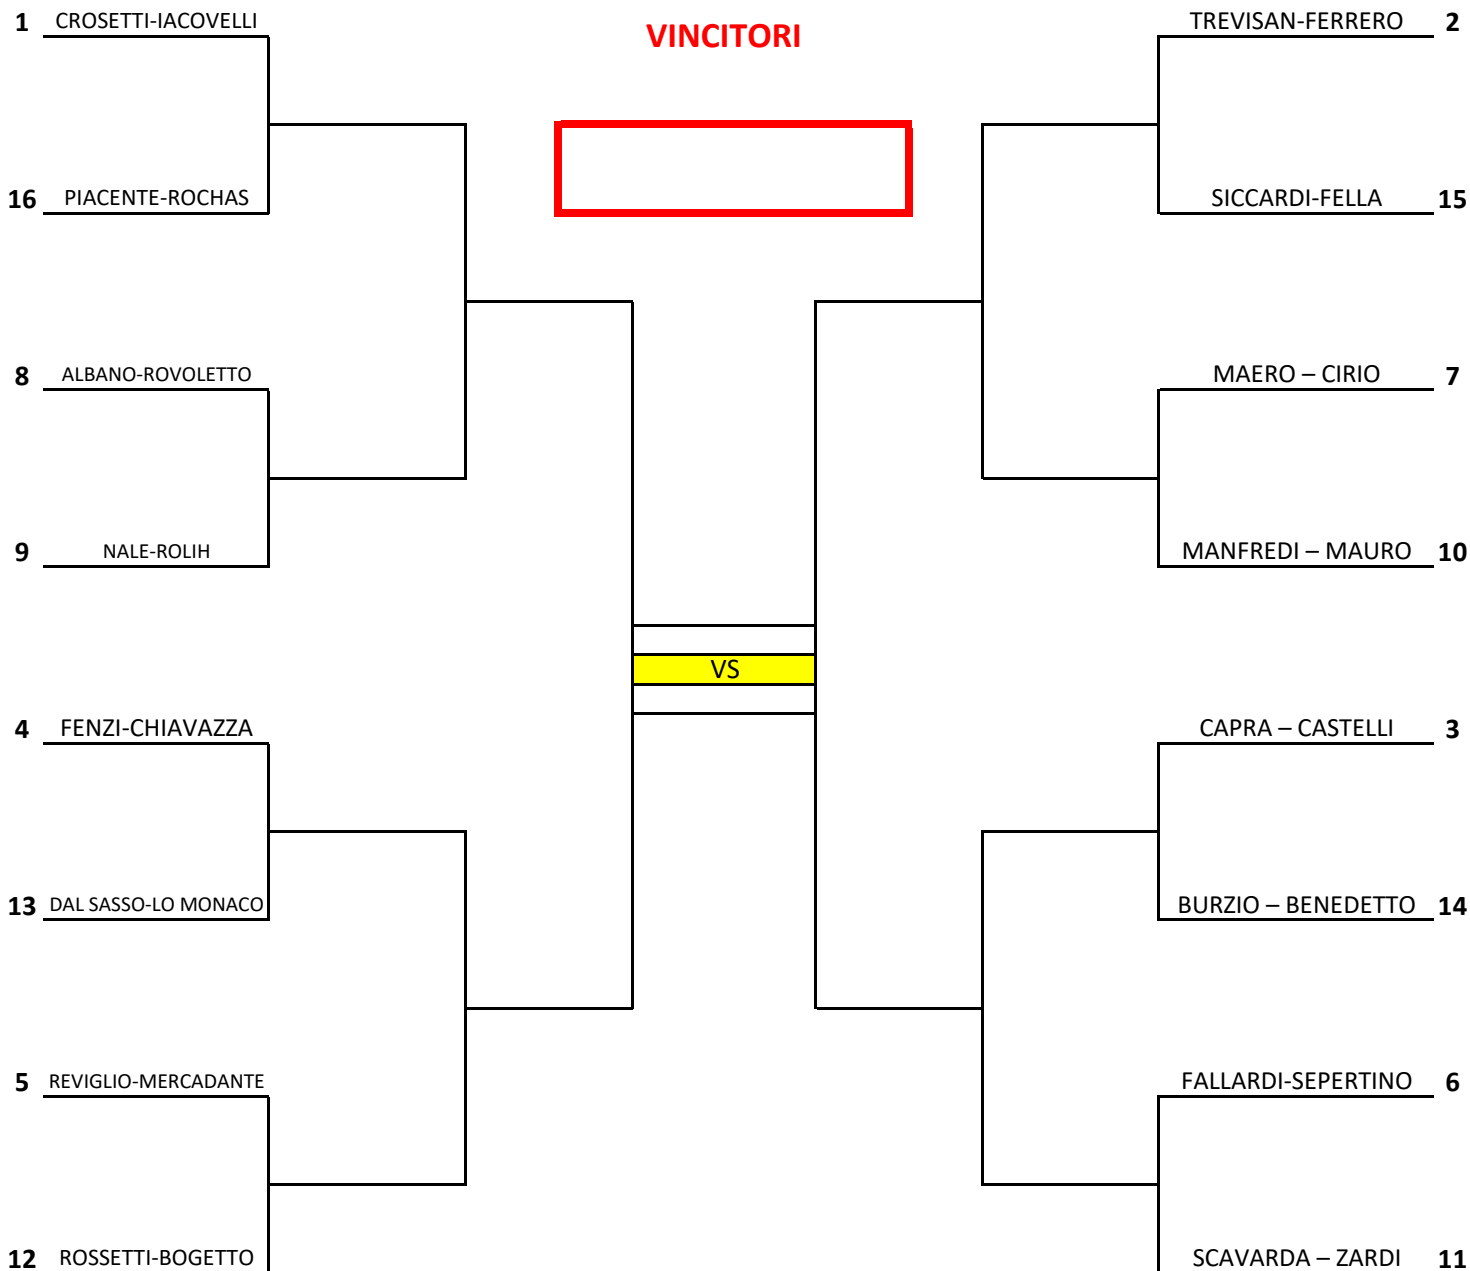 1 CROSETTI-IACOVELLI
VINCITORI
TREVISAN-FERRERO 2
16 PIACENTE-ROCHAS
SICCARDI-FELLA 15
8 ALBANO-ROVOLETTO
MAERO – CIRIO 7
9 NALE-ROLIH
MANFREDI – MAURO 10
VS
4 FENZI-CHIAVAZZA
CAPRA – CASTELLI 3
13 DAL SASSO-LO MONACO
BURZIO – BENEDETTO 14
5 REVIGLIO-MERCADANTE
FALLARDI-SEPERTINO 6
12 ROSSETTI-BOGETTO
SCAVARDA – ZARDI 11